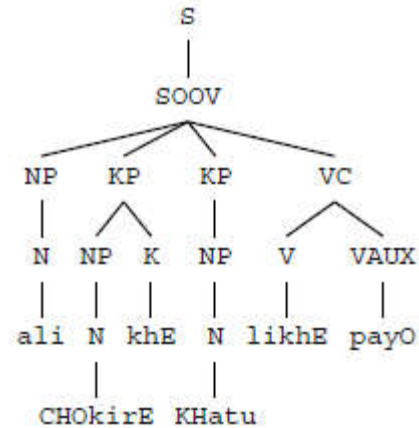 S
SOOV
NP KP KP VC
N NP K NP V VAUX
ali N khE N likhE payO
CHOkirE KHatu